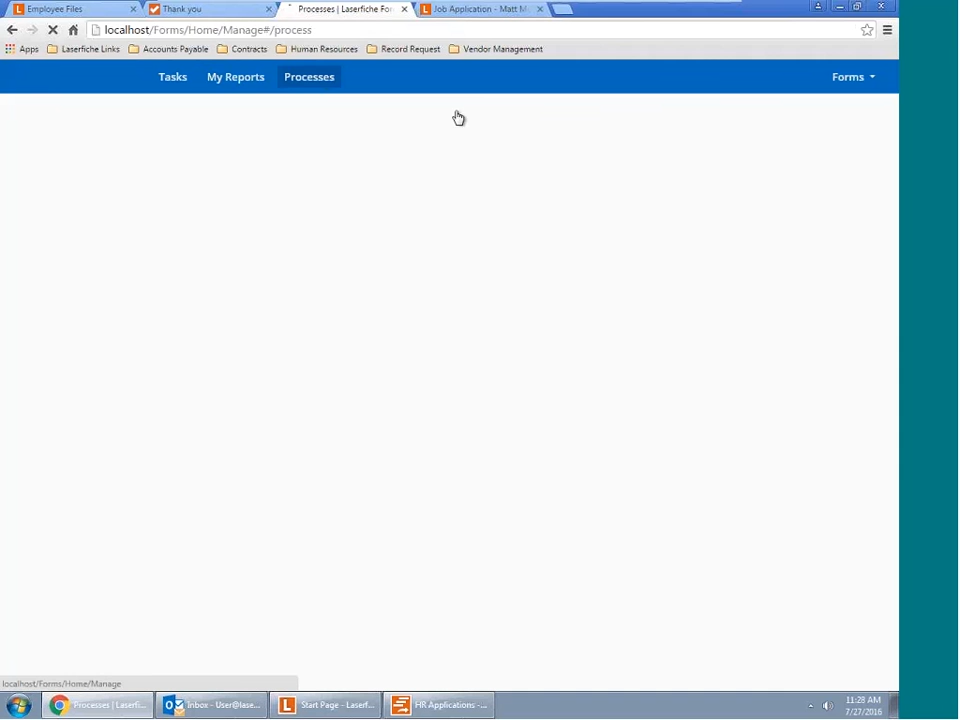 Employee Files
Thank you
Processes | Laserfiche Fo
Job Application - Matt M
localhost/Forms/Home/Manage#/process
Apps Laserfiche Links Accounts Payable Contracts Human Resources Record Request Vendor Management
Tasks My Reports Processes Forms
localhost/Forms/Home/Manage
Processes | Laserfi...
Inbox - User@lase...
Start Page - Laserf...
HR Applications -...
11:28 AM
7/27/2016